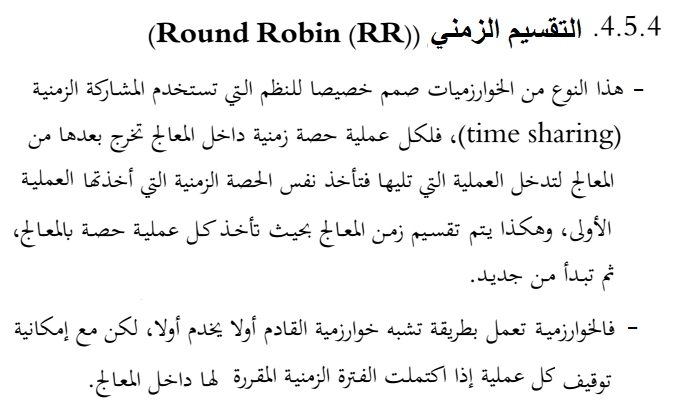 4.5.4. التقسيم الزمني (Round Robin (RR))
- هذا النوع من الخوارزميات صمم خصيصا للنظم التي تستخدم المشاركة الزمنية
(time sharing)، فلكل عملية حصة زمنية داخل المعالج تخرج بعدها من
المعالج لتدخل العملية التي تليها فتأخذ نفس الحصة الزمنية التي أخذتها العملية
الأولى، وهكذا يتم تقسيم زمن المعالج بحيث تأخذ كل عملية حصة بالمعالج،
ثم تبدأ من جديد.
- فالخوارزمية تعمل بطريقة تشبه خوارزمية القادم أولا يخدم أولا، لكن مع إمكانية
توقيف كل عملية إذا اكتملت الفترة الزمنية المقررة لها داخل المعالج.